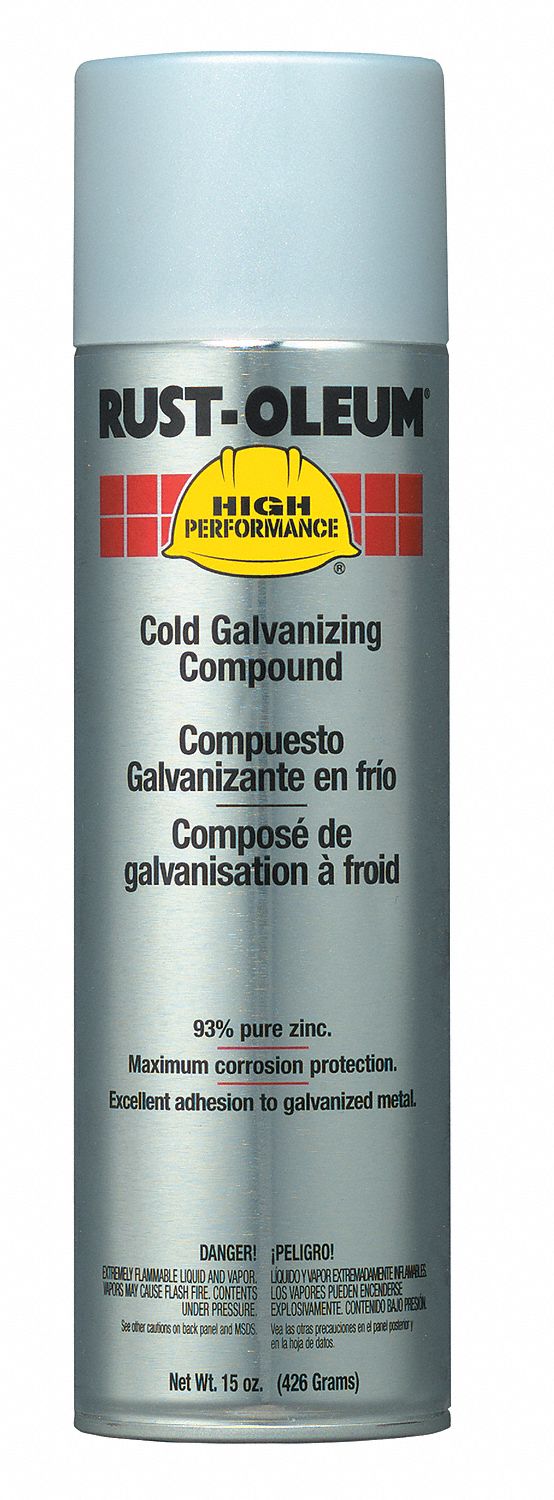 RUST-OLEUM®
HIGH
PERFORMANCE
®
Cold Galvanizing
Compound
Compuesto
Galvanizante en frío
Composé de
galvanisation à froid
93% pure zinc.
Maximum corrosion protection.
Excellent adhesion to galvanized metal.
DANGER!
EXTREMELY FLAMMABLE LIQUID AND VAPOR.
VAPORS MAY CAUSE FLASH FIRE. CONTENTS
UNDER PRESSURE.
See other cautions on back panel and MSDS.
¡PELIGRO!
LÍQUIDO Y VAPOR EXTREMADAMENTE INFLAMABLES.
LOS VAPORES PUEDEN ENCENDERSE
EXPLOSIVAMENTE. CONTENIDO BAJO PRESIÓN.
Vea las otras precauciones en el panel posterior y
en la hoja de datos.
Net Wt. 15 oz. (426 Grams)